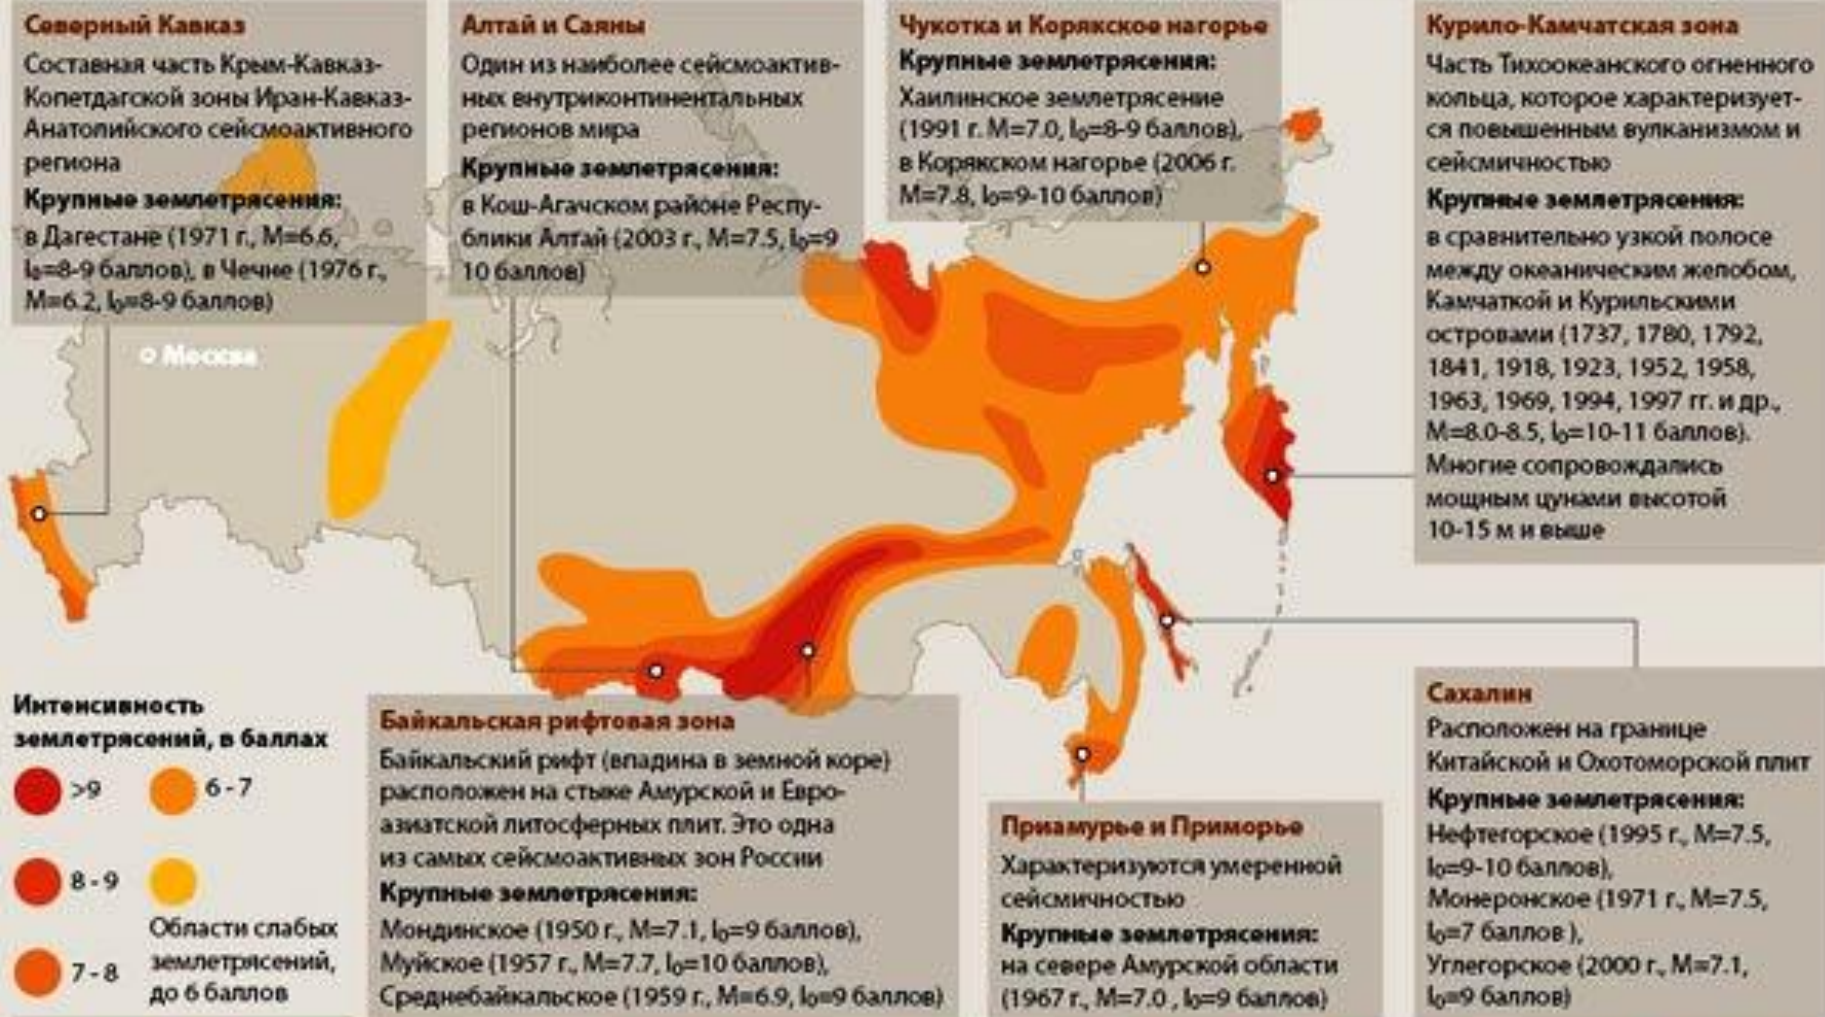 Северный Кавказ
Составная часть Крым-Кавказ-
Копетдагской зоны Иран-Кавказ-
Анатолийского сейсмоактивного
региона
Крупные землетрясения:
в Дагестане (1971 г., М=6.6,
I₀=8-9 баллов), в Чечне (1976 г.,
М=6.2, I₀=8-9 баллов)
Алтай и Саяны
Один из наиболее сейсмоактив-
ных внутриконтинентальных
регионов мира
Крупные землетрясения:
в Кош-Агачском районе Респу-
блики Алтай (2003 г., М=7.5, I₀=9
10 баллов)
Чукотка и Корякское нагорье
Крупные землетрясения:
Хаилинское землетрясение
(1991 г. М=7.0, I₀=8-9 баллов),
в Корякском нагорье (2006 г.
М=7.8, I₀=9-10 баллов)
Курило-Камчатская зона
Часть Тихоокеанского огненного
кольца, которое характеризует-
ся повышенным вулканизмом и
сейсмичностью
Крупные землетрясения:
в сравнительно узкой полосе
между океаническим желобом,
Камчаткой и Курильскими
островами (1737, 1780, 1792,
1841, 1918, 1923, 1952, 1958,
1963, 1969, 1994, 1997 гг. и др.,
М=8.0-8.5, I₀=10-11 баллов).
Многие сопровождались
мощным цунами высотой
10-15 м и выше
Москва
Интенсивность
землетрясений, в баллах
>9
6 - 7
8 - 9
7 - 8
Области слабых
землетрясений,
до 6 баллов
Байкальская рифтовая зона
Байкальский рифт (впадина в земной коре)
расположен на стыке Амурской и Евро-
азиатской литосферных плит. Это одна
из самых сейсмоактивных зон России
Крупные землетрясения:
Мондинское (1950 г., М=7.1, I₀=9 баллов),
Муйское (1957 г., М=7.7, I₀=10 баллов),
Среднебайкальское (1959 г., М=6.9, I₀=9 баллов)
Приамурье и Приморье
Характеризуются умеренной
сейсмичностью
Крупные землетрясения:
на севере Амурской области
(1967 г., М=7.0 , I₀=9 баллов)
Сахалин
Расположен на границе
Китайской и Охотоморской плит
Крупные землетрясения:
Нефтегорское (1995 г., М=7.5,
I₀=9-10 баллов),
Монеронское (1971 г., М=7.5,
I₀=7 баллов ),
Углегорское (2000 г., М=7.1,
I₀=9 баллов)